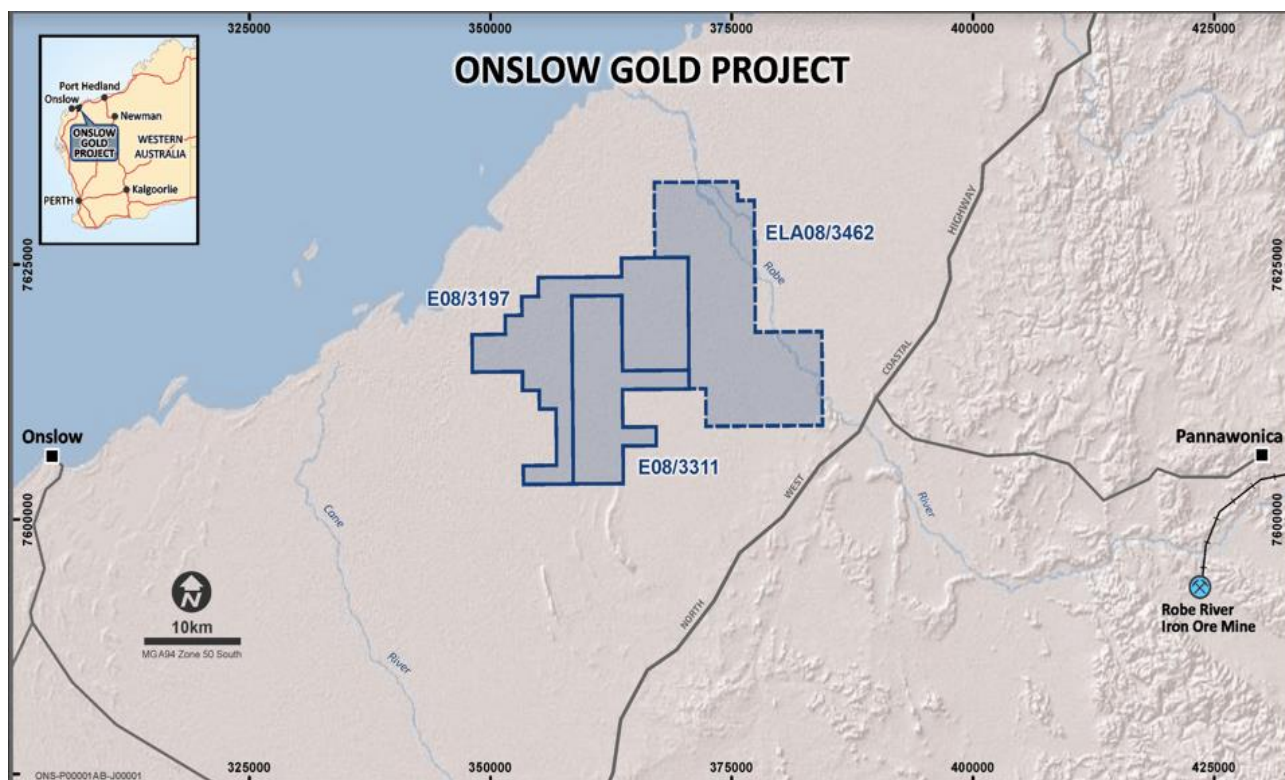 325000
350000
375000
400000
425000
ONSLOW GOLD PROJECT
Port Hedland
Onslow
Newman
ONSLOW
GOLD
PROJECT
WESTERN
AUSTRALIA
Kalgoorlie
PERTH
HIGHWAY
ELA08/3462
7625000
7625000
Robe
E08/3197
COASTAL
Onslow
Pannawonica
E08/3311
WEST
River
7600000
7600000
Cane
N
10km
MGA94 Zone 50 South
NORTH
Robe River
Iron Ore Mine
River
ONS-P00001AB-J00001
325000
350000
375000
400000
425000